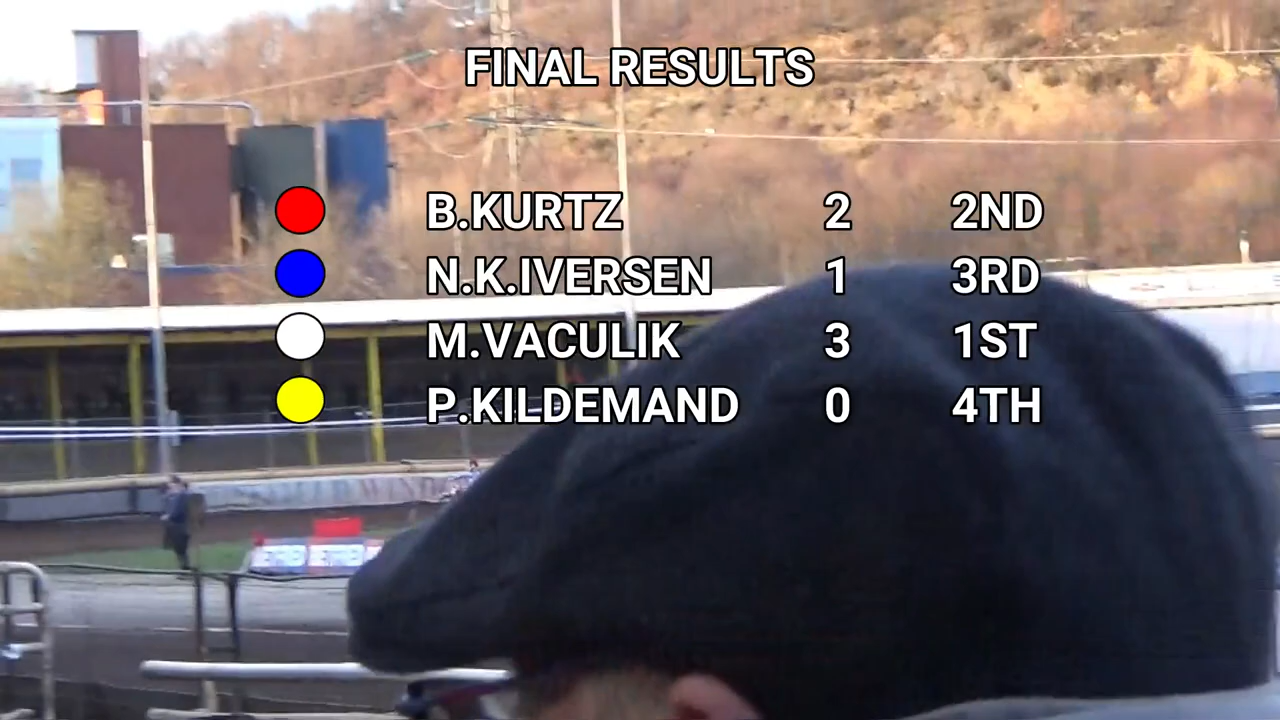 FINAL RESULTS
B.KURTZ 2 2ND
N.K.IVERSEN 1 3RD
M.VACULIK 3 1ST
P.KILDEMAND 0 4TH